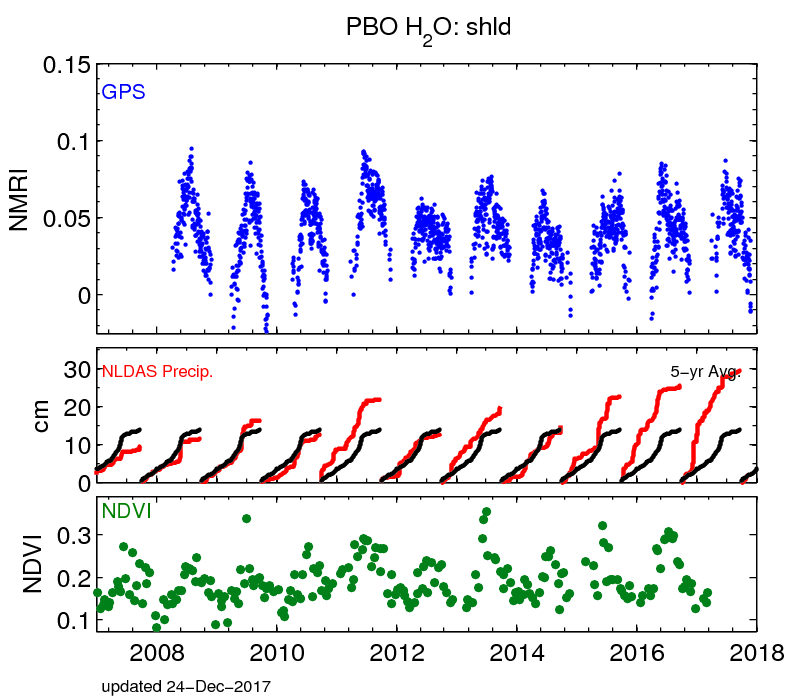 PBO H2O: shld
0.15
GPS
0.1
NMRI
0.05
0
30
NLDAS Precip.
5-yr Avg.
20
cm
10
0
NDVI
0.3
NDVI
0.2
0.1
2008 2010 2012 2014 2016 2018
updated 24-Dec-2017